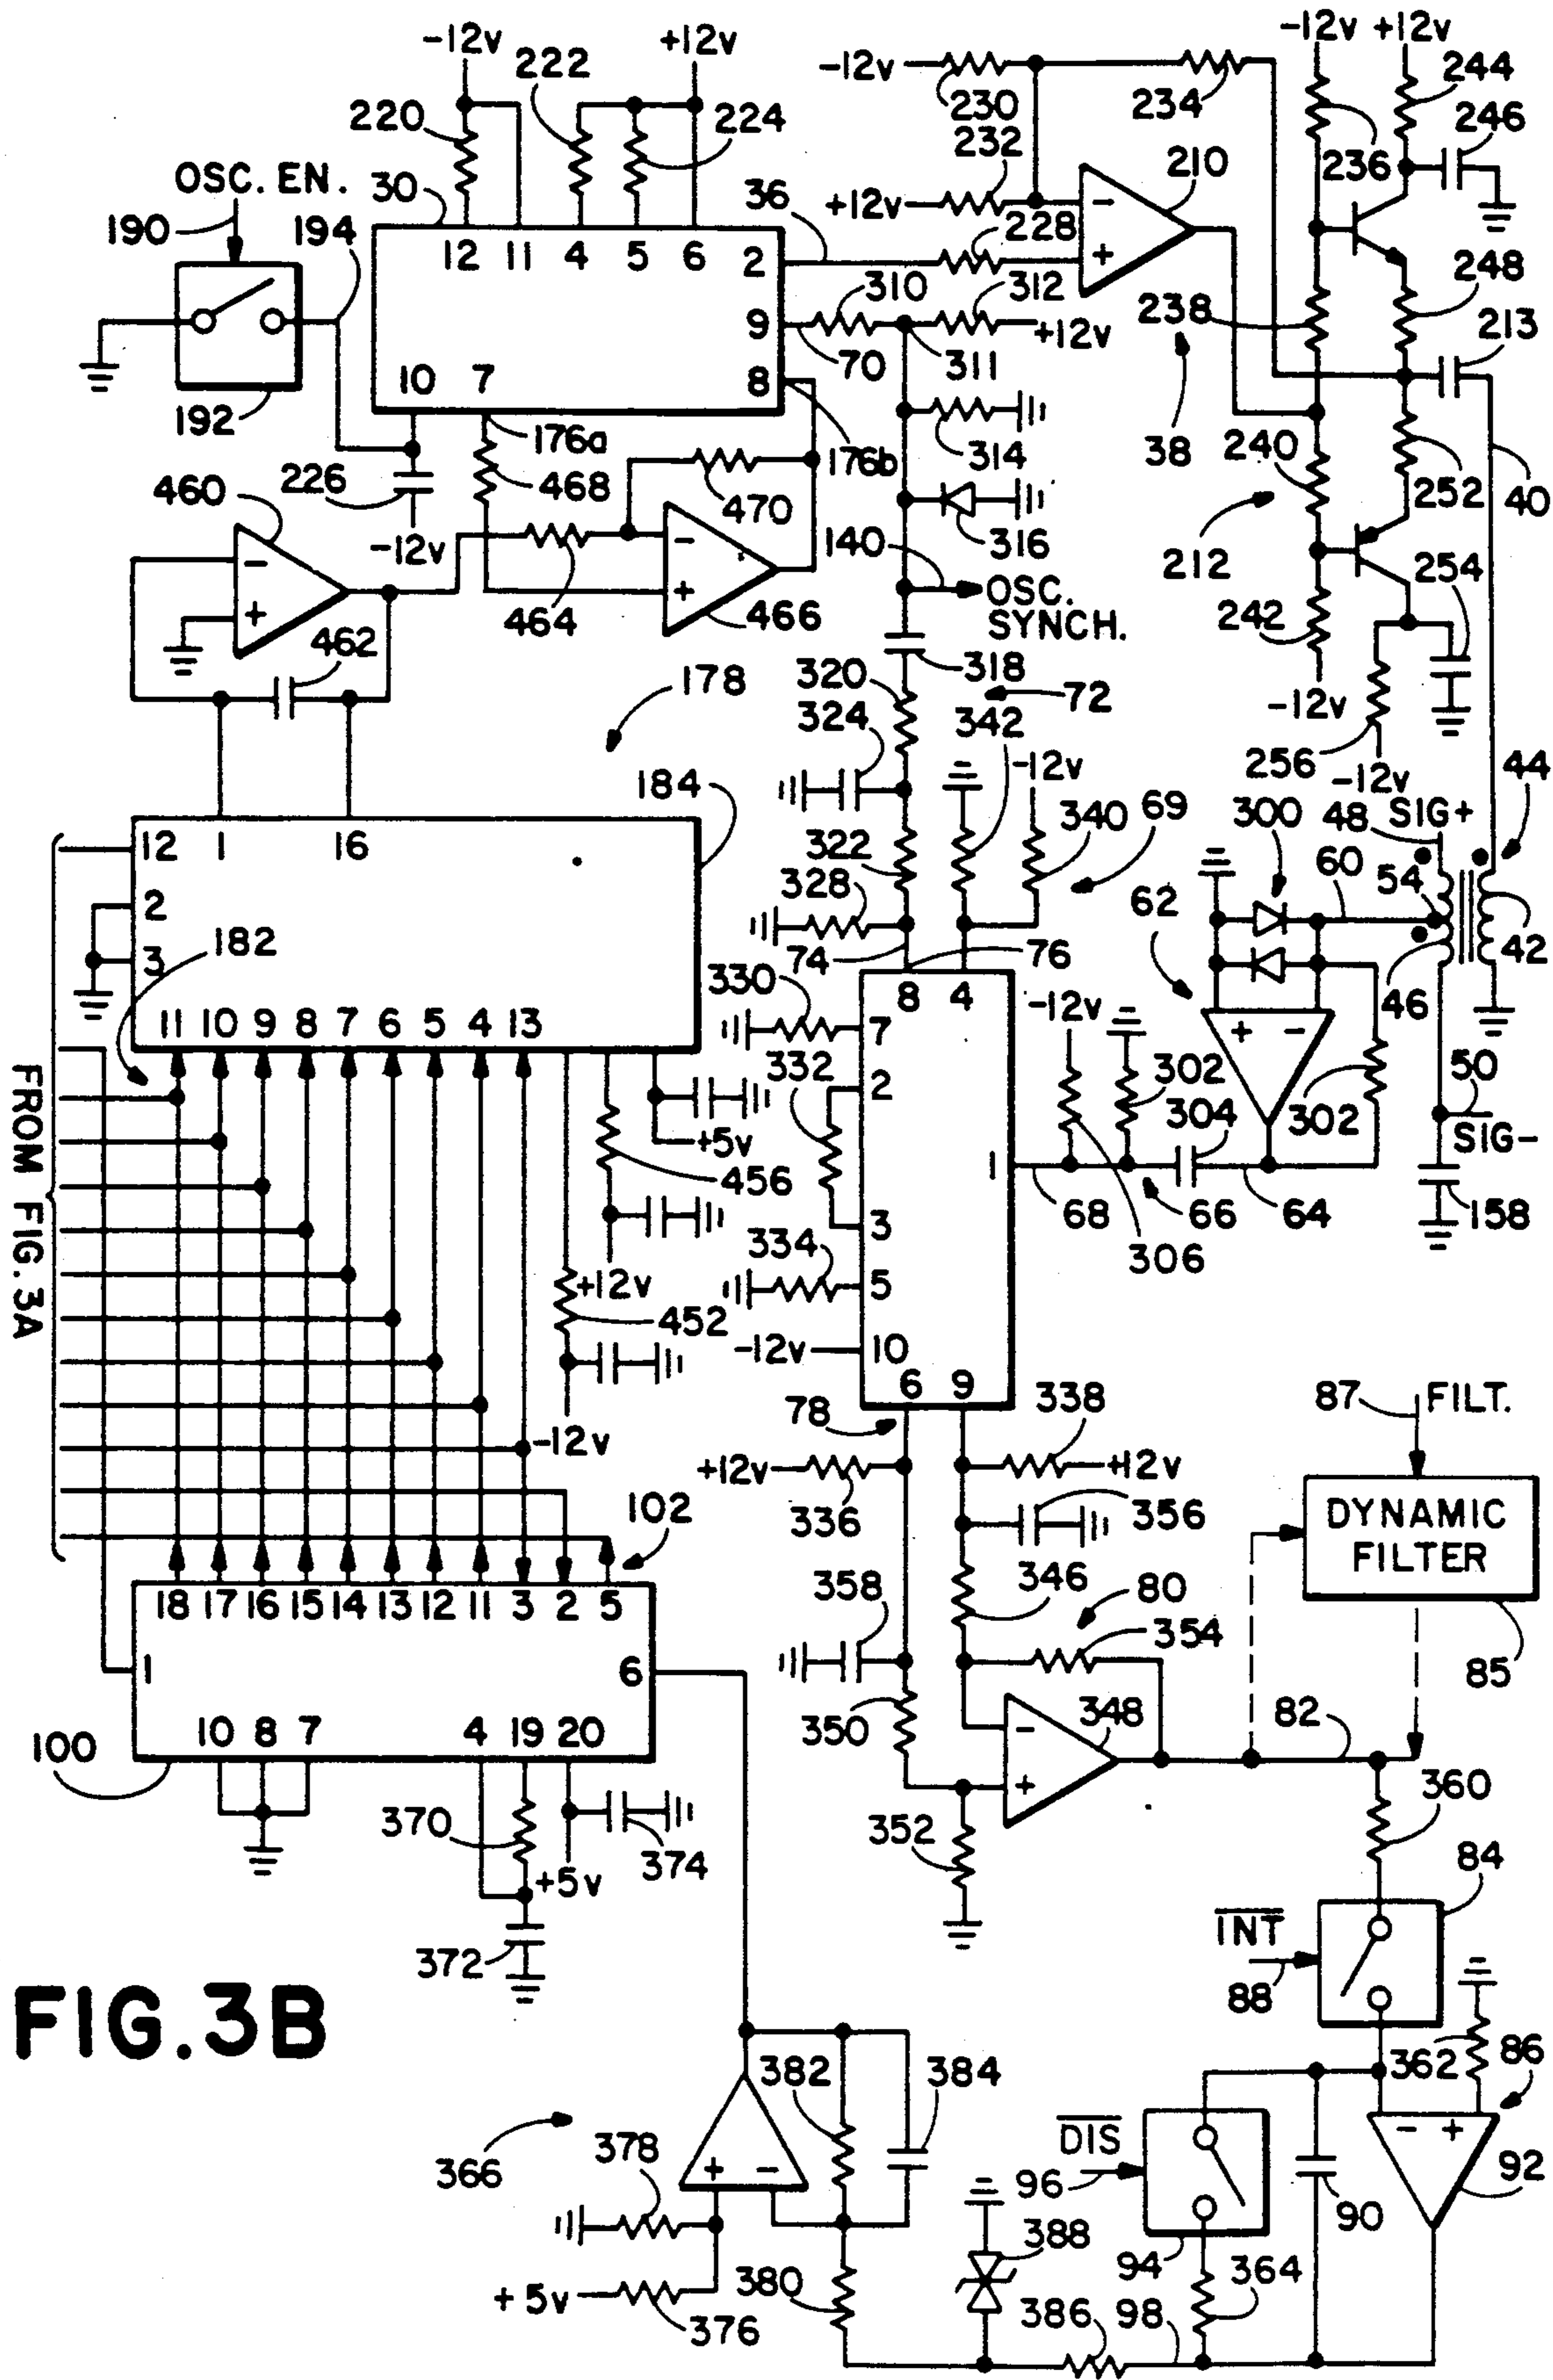 -12v +12v -12v +12v
222 -12v 244
220 224 230 234 246
232 236
OSC. EN. 30 36 210
190 194 +12v 228 -
12 11 4 5 6 2 +
310 312 248
9 238 213
+12v
10 7 8 70 311
192 176a 176b 314 38 240
460 226 468 470 252 40
-12v - 140 316 212 254
- OSC.
+ 464 + 466 SYNCH. 242
462 318
178 320 72 -12v
324 342 256
-12v -12v 44
184 300 48 SIG+
12 1 16 322 340 69 60 54
2 328 62
182 74 76 46 42
3 330 8 4
11 10 9 8 7 6 5 4 13 -12v + -
7
332 2 302 302 50
+5v 304 SIG-
456 1
68 66 64 158
3 306
FROM FIG.3A
334
+12v 5
452
-12v 10
6 9 87 FILT.
-12v 78 338
+12v +12v
102 336 356 DYNAMIC
FILTER
18 17 16 15 14 13 12 11 3 2 5 358 346 80
354
1 6 85
350 348 82
10 8 7 4 19 20 -
100 + 360
370 374 352
+5v 84
INT
372 88
FIG.3B
382 384 362 86
378 DIS - +
366 + - 96 92
90
388 94 364
+5v 380
376 386 98